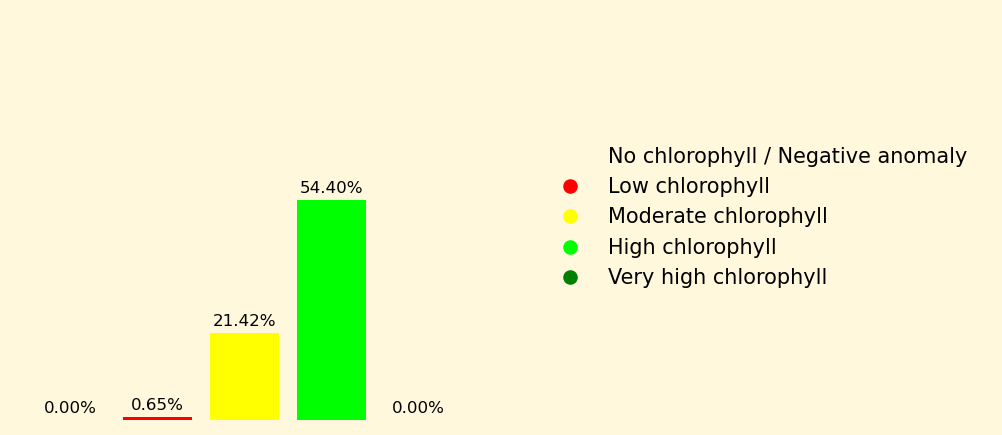 No chlorophyll / Negative anomaly
Low chlorophyll
Moderate chlorophyll
High chlorophyll
Very high chlorophyll
54.40%
21.42%
0.65%
0.00%
0.00%